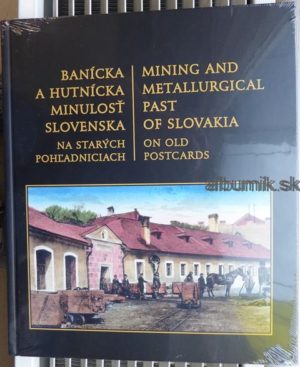 BANÍCKA
A HUTNÍCKA
MINULOSŤ
SLOVENSKA
NA STARÝCH
POHĽADNICIACH
MINING AND
METALLURGICAL
PAST
OF SLOVAKIA
ON OLD
POSTCARDS
albumik.sk